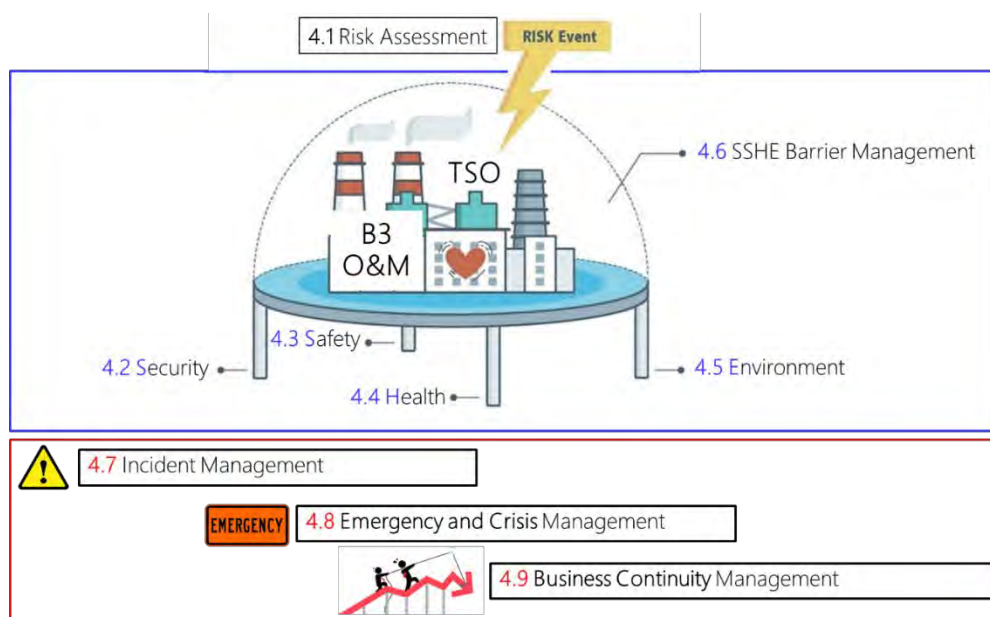 4.1 Risk Assessment
RISK Event
4.6 SSHE Barrier Management
TSO
B3
O&M
4.3 Safety
4.2 Security
4.5 Environment
4.4 Health
4.7 Incident Management
EMERGENCY
4.8 Emergency and Crisis Management
4.9 Business Continuity Management